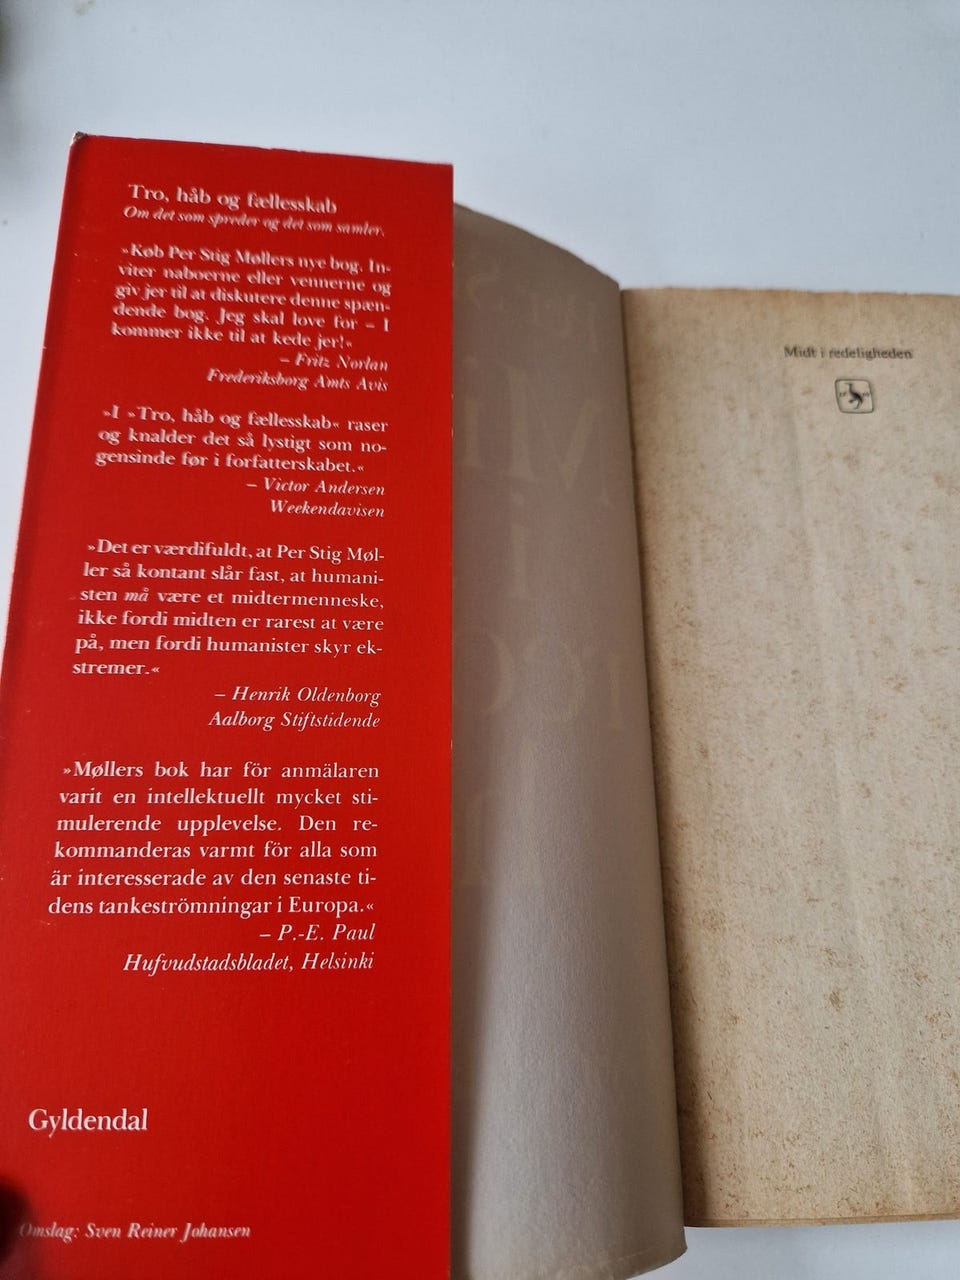 Tro, håb og fællesskab
Om det som spreder og det som samler.
»Køb Per Stig Møllers nye bog. In-
viter naboerne eller vennerne og
giv jer til at diskutere denne spæn-
dende bog. Jeg skal love for – I
kommer ikke til at kede jer!«
– Fritz Norlan
Frederiksborg Amts Avis
»I »Tro, håb og fællesskab« raser
og knalder det så lystigt som no-
gensinde før i forfatterskabet.«
– Victor Andersen
Weekendavisen
»Det er værdifuldt, at Per Stig Møl-
ler så kontant slår fast, at humani-
sten må være et midtermenneske,
ikke fordi midten er rarest at være
på, men fordi humanister skyr ek-
stremer.«
– Henrik Oldenborg
Aalborg Stiftstidende
»Møllers bok har för anmälaren
varit en intellektuellt mycket sti-
mulerende upplevelse. Den re-
kommanderas varmt för alla som
är interesserade av den senaste ti-
dens tankeströmningar i Europa.«
– P.-E. Paul
Hufvudstadsbladet, Helsinki
Gyldendal
Omslag: Sven Reiner Johansen
Midt i redeligheden